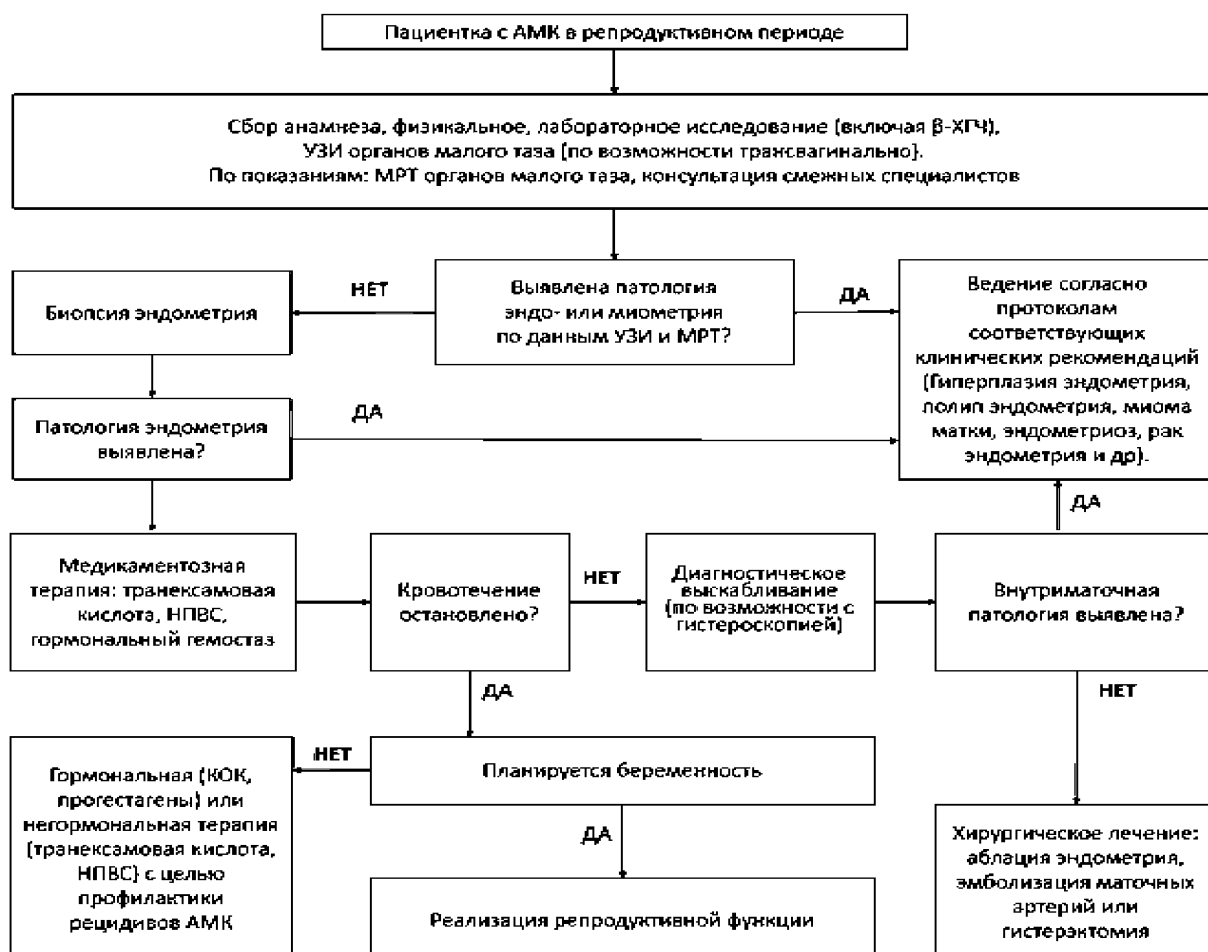 Пациентка с АМК в репродуктивном периоде
Сбор анамнеза, физикальное, лабораторное исследование (включая β-ХГЧ),
УЗИ органов малого таза (по возможности трансвагинально).
По показаниям: МРТ органов малого таза, консультация смежных специалистов
Биопсия эндометрия
НЕТ
Выявлена патология
эндо- или миометрия
по данным УЗИ и МРТ?
ДА
Ведение согласно
протоколам
соответствующих
клинических рекомендаций
(Гиперплазия эндометрия,
полип эндометрия, миома
матки, эндометриоз, рак
эндометрия и др).
Патология эндометрия
выявлена?
ДА
ДА
Медикаментозная
терапия: транексамовая
кислота, НПВС,
гормональный гемостаз
Кровотечение
остановлено?
НЕТ
Диагностическое
выскабливание
(по возможности с
гистероскопией)
Внутриматочная
патология выявлена?
ДА
НЕТ
Гормональная (КОК,
прогестагены) или
негормональная терапия
(транексамовая кислота,
НПВС) с целью
профилактики
рецидивов АМК
НЕТ
Планируется беременность
ДА
Реализация репродуктивной функции
Хирургическое лечение:
аблация эндометрия,
эмболизация маточных
артерий или
гистерэктомия